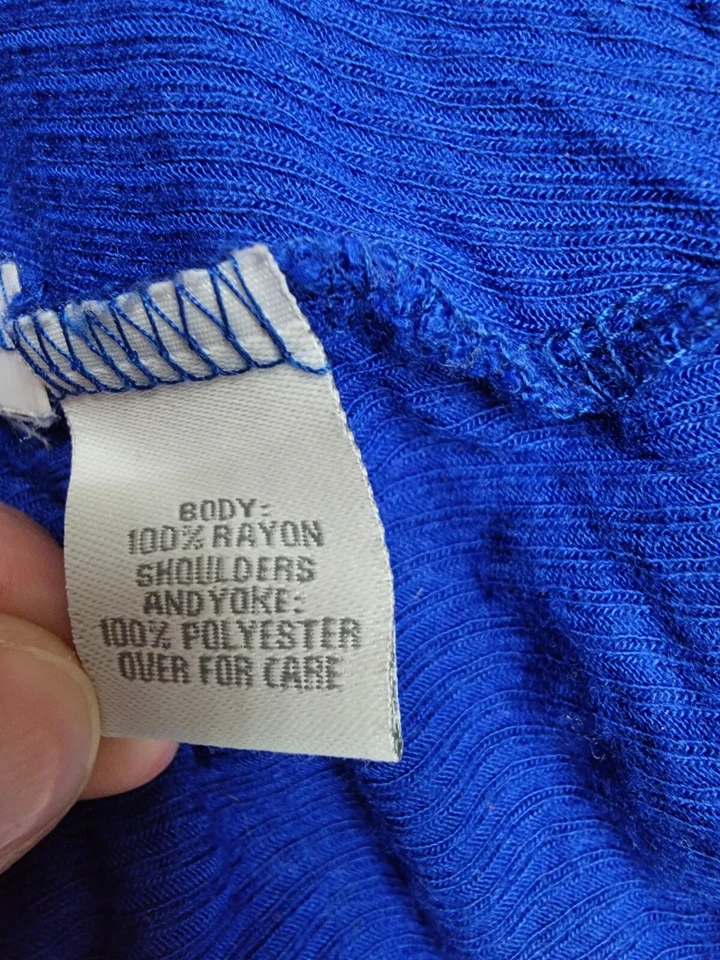 BODY:
100% RAYON
SHOULDERS
AND YOKE:
100% POLYESTER
OVER FOR CARE